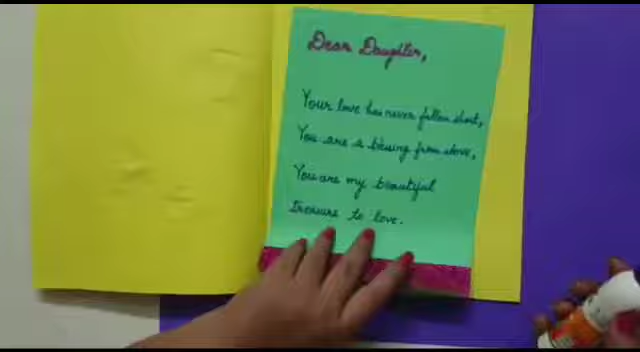 Dear Daughter,
Your love has never fallen short,
You are a blessing from above,
You are my beautiful
treasure to love.